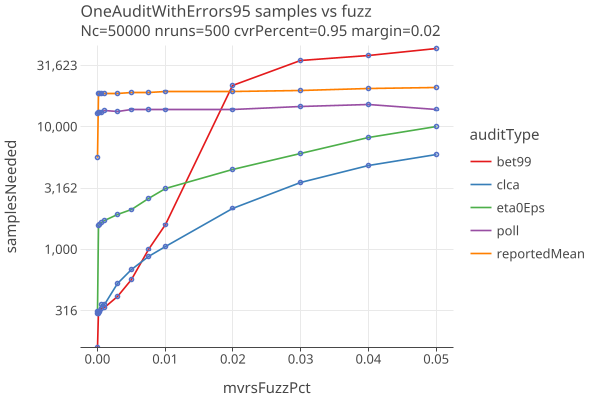 OneAuditWithErrors95 samples vs fuzz
Nc=50000 nruns=500 cvrPercent=0.95 margin=0.02
31,623
10,000
3,162
1,000
316
samplesNeeded
0.00 0.01 0.02 0.03 0.04 0.05
mvrsFuzzPct
auditType
bet99
clca
eta0Eps
poll
reportedMean